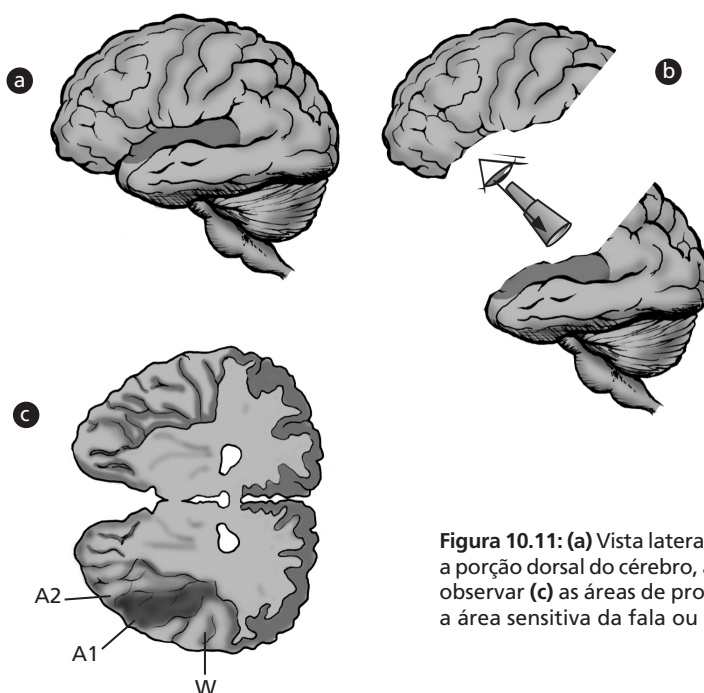 a
b
c
A2
A1
W
Figura 10.11: (a) Vista latera
a porção dorsal do cérebro,
observar (c) as áreas de pro
a área sensitiva da fala ou